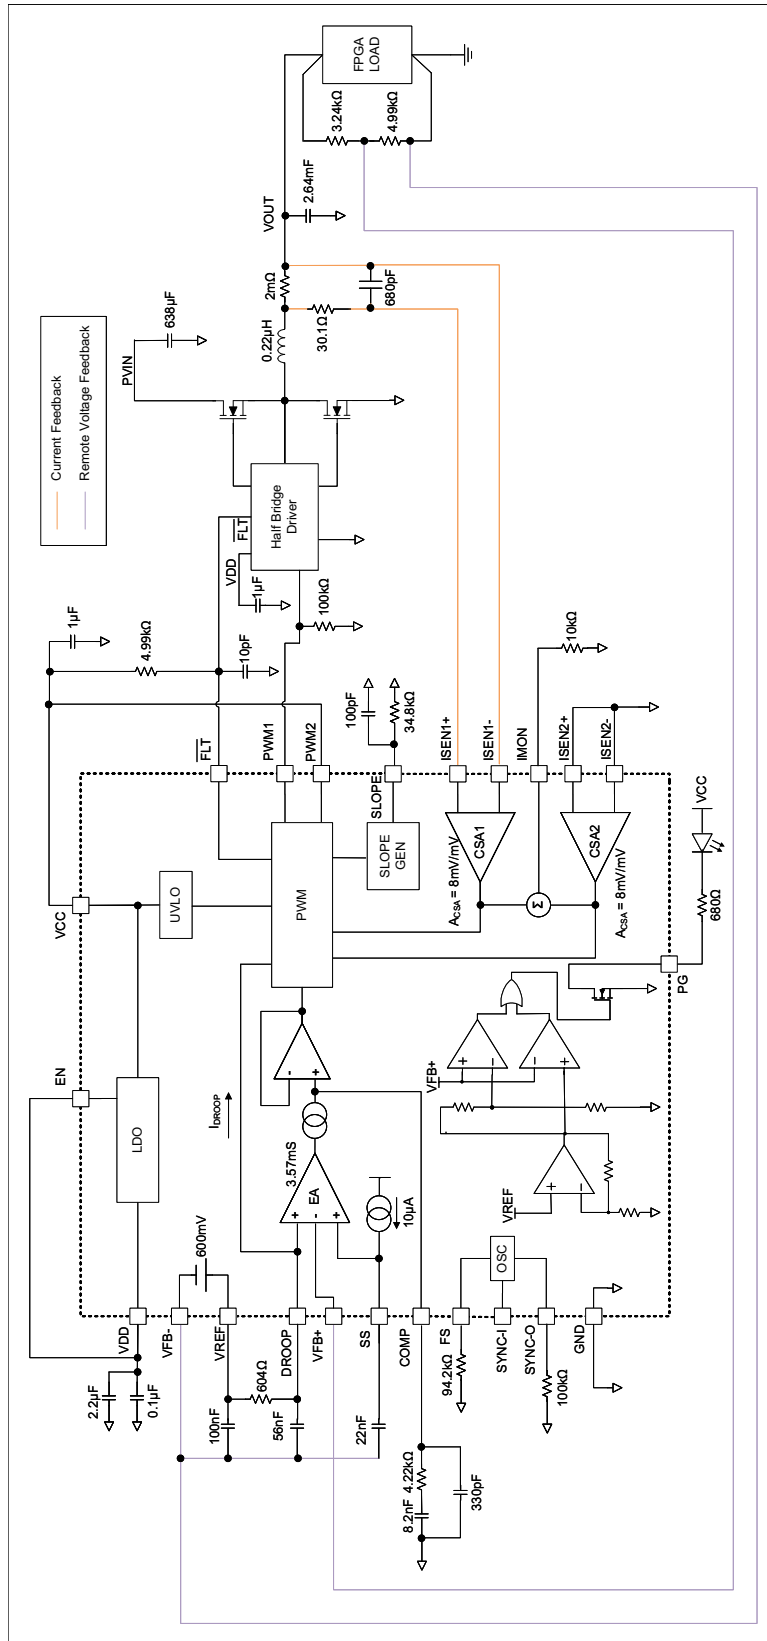 Current Feedback
Remote Voltage Feedback
FPGA
LOAD
3.24kΩ
4.99kΩ
VOUT
2.64mF
2mΩ
30.1Ω
680pF
0.22µH
PVIN
638µF
Half Bridge
Driver
FLT
VDD
1µF
100kΩ
1µF
4.99kΩ
10pF
100pF
34.8kΩ
10kΩ
FLT
PWM1
PWM2
SLOPE
ISEN1+
ISEN1-
IMON
ISEN2+
ISEN2-
VCC
680Ω
PG
VCC
UVLO
PWM
SLOPE
GEN
CSA1
A_CSA = 8mV/mV
Σ
CSA2
A_CSA = 8mV/mV
EN
LDO
I_DROOP
-
+
3.57mS
EA
+
-
+
10µA
600mV
VFB+
+
-
-
+
VREF
+
-
OSC
VDD
VFB-
VREF
DROOP
VFB+
SS
COMP
FS
SYNC-I
SYNC-O
GND
2.2µF
0.1µF
100nF
604Ω
56nF
22nF
8.2nF
4.22kΩ
330pF
94.2kΩ
100kΩ